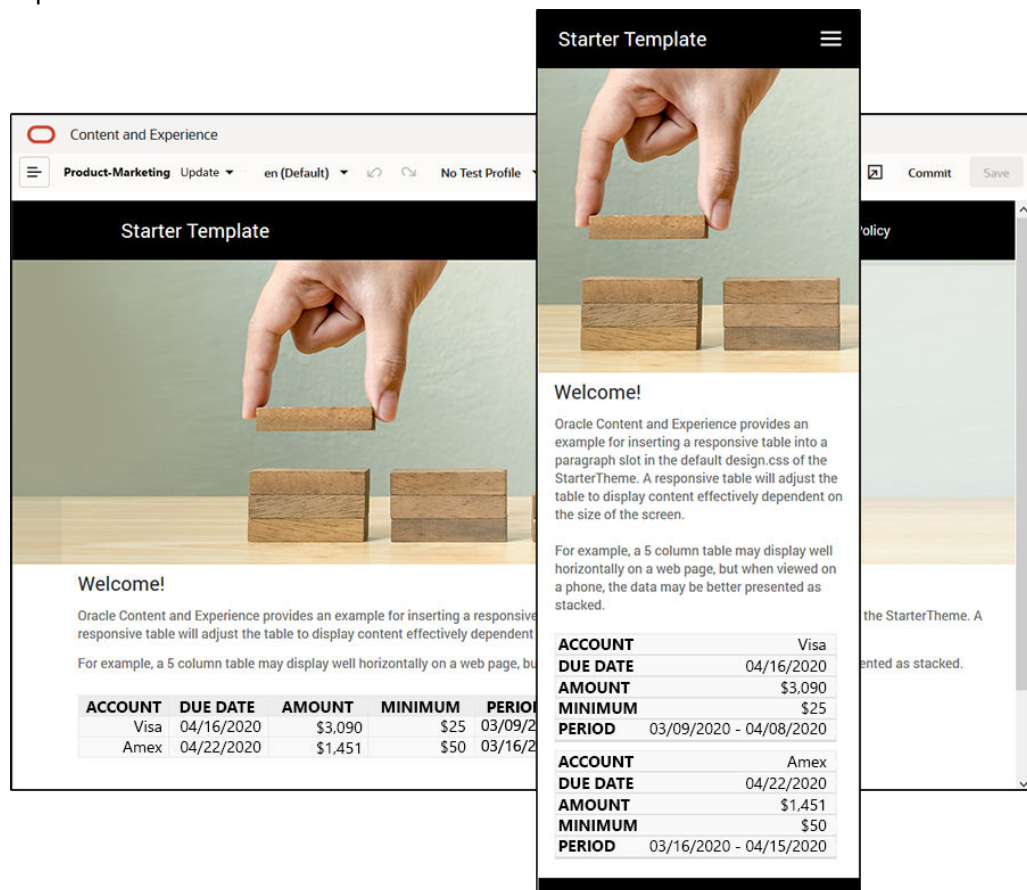 Content and Experience
Product-Marketing Update en (Default) No Test Profile Commit Save
Starter Template
Welcome!
Oracle Content and Experience provides an example for inserting a responsive the StarterTheme. A
responsive table will adjust the table to display content effectively dependent
For example, a 5 column table may display well horizontally on a web page, ented as stacked.
ACCOUNT DUE DATE AMOUNT MINIMUM
Visa 04/16/2020 $3,090 $25 03/09/2
Amex 04/22/2020 $1,451 $50 03/16/2
Starter Template
Welcome!
Oracle Content and Experience provides an
example for inserting a responsive table into a
paragraph slot in the default design.css of the
StarterTheme. A responsive table will adjust the
table to display content effectively dependent on
the size of the screen.
For example, a 5 column table may display well
horizontally on a web page, but when viewed on
a phone, the data may be better presented as
stacked.
ACCOUNT Visa
DUE DATE 04/16/2020
AMOUNT $3,090
MINIMUM $25
PERIOD 03/09/2020 - 04/08/2020
ACCOUNT Amex
DUE DATE 04/22/2020
AMOUNT $1,451
MINIMUM $50
PERIOD 03/16/2020 - 04/15/2020